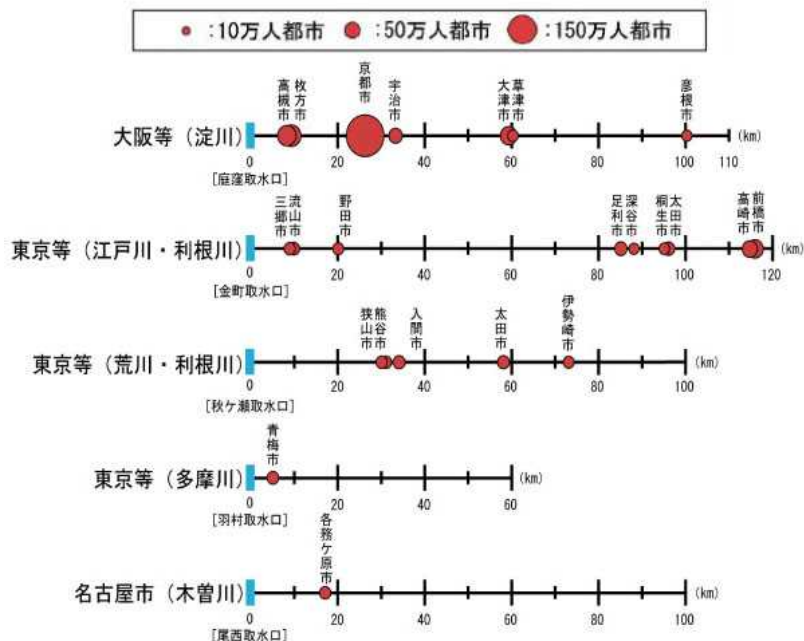 :10万人都市 :50万人都市 :150万人都市
高槻市 枚方市 京都市 宇治市 大津市 草津市 彦根市
大阪等（淀川） (km)
0 20 40 60 80 100 110
[庭窪取水口]
三郷市 流山市 野田市 足利市 深谷市 桐生市 太田市 高崎市 前橋市
東京等（江戸川・利根川） (km)
0 20 40 60 80 100 120
[金町取水口]
狭山市 熊谷市 入間市 太田市 伊勢崎市
東京等（荒川・利根川） (km)
0 20 40 60 80 100
[秋ケ瀬取水口]
青梅市
東京等（多摩川） (km)
0 20 40 60
[羽村取水口]
各務ケ原市
名古屋市（木曽川） (km)
0 20 40 60 80 100
[尾西取水口]